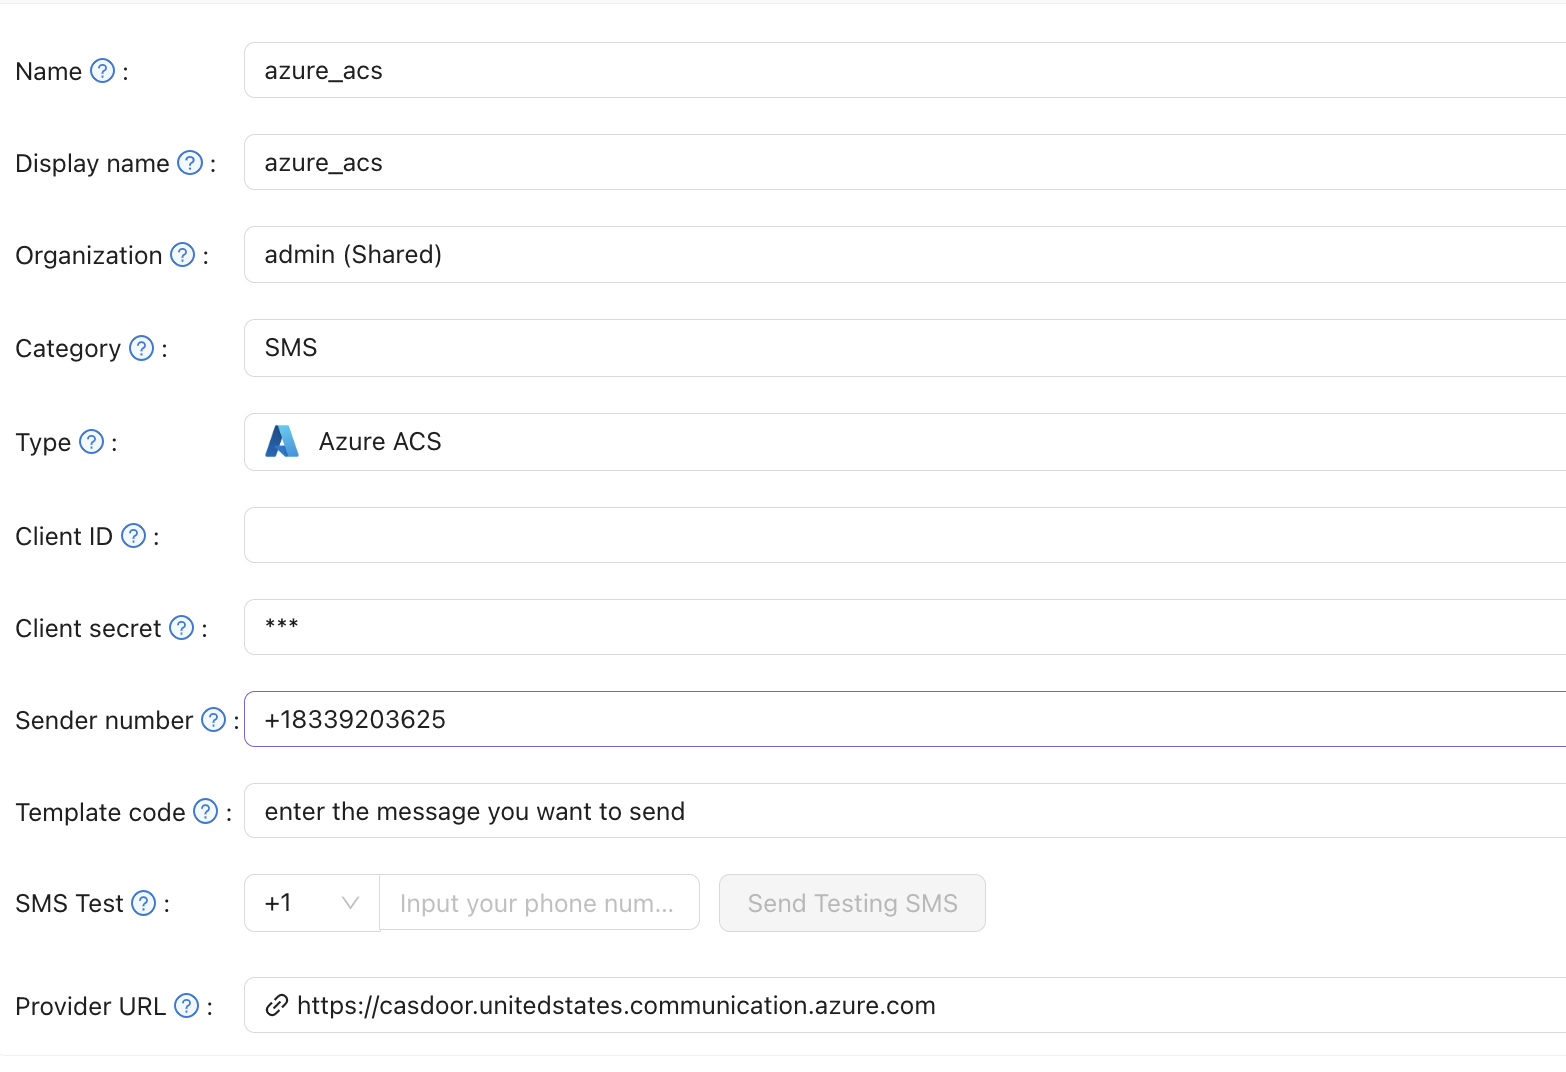 Name ? : azure_acs
Display name ? : azure_acs
Organization ? : admin (Shared)
Category ? : SMS
Type ? : Azure ACS
Client ID ? :
Client secret ? : ***
Sender number ? : +18339203625
Template code ? : enter the message you want to send
SMS Test ? : +1 Input your phone num... Send Testing SMS
Provider URL ? : https://casdoor.unitedstates.communication.azure.com